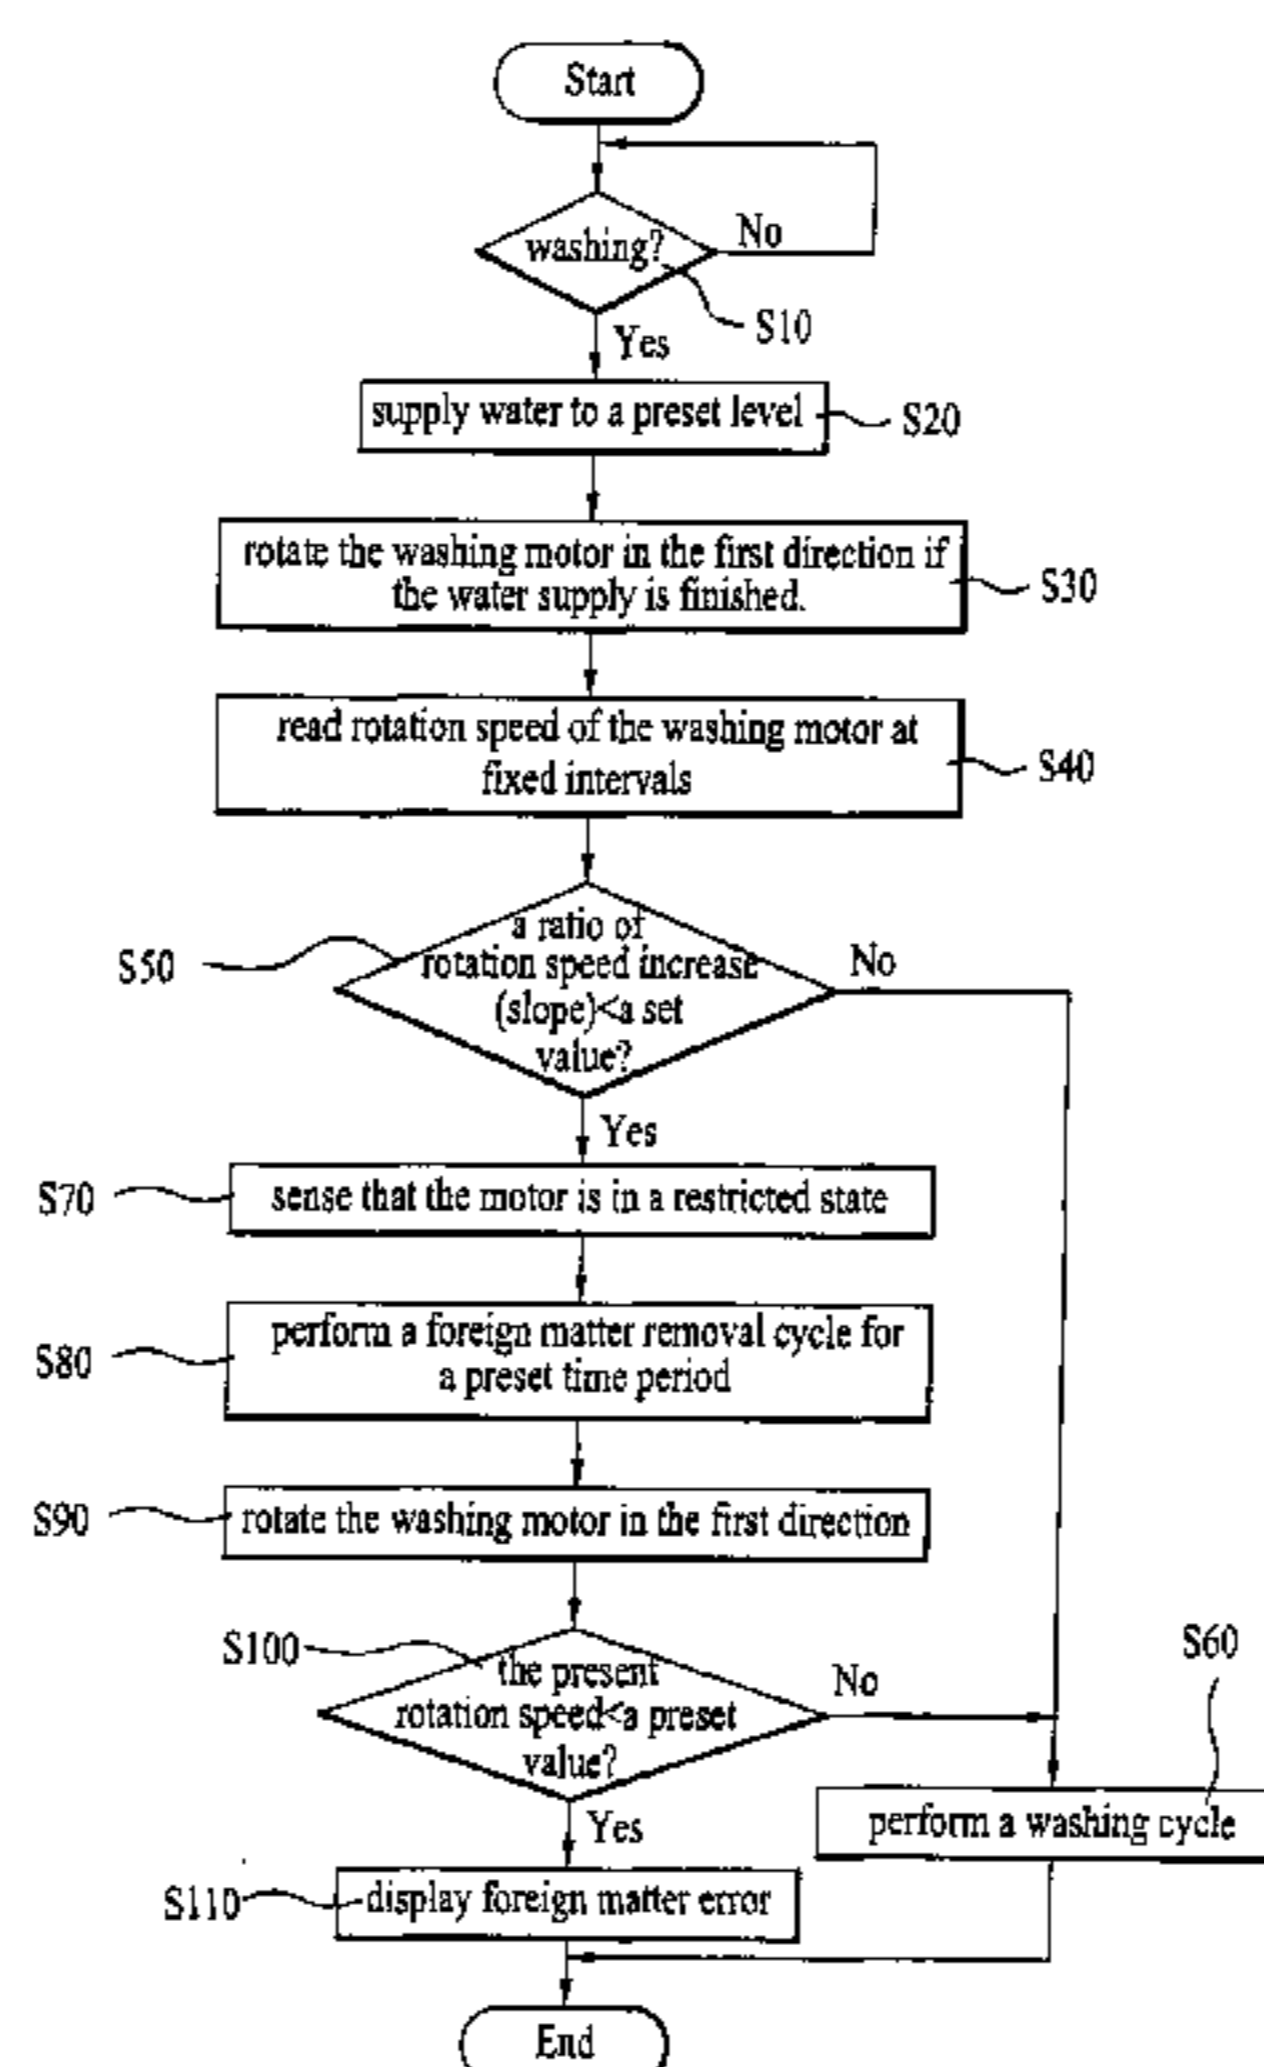 Start
washing?
No
S10
Yes
supply water to a preset level
S20
rotate the washing motor in the first direction if
the water supply is finished.
S30
read rotation speed of the washing motor at
fixed intervals
S40
a ratio of
rotation speed increase
(slope)<a set
value?
S50
No
Yes
S70
sense that the motor is in a restricted state
S80
perform a foreign matter removal cycle for
a preset time period
S90
rotate the washing motor in the first direction
S100
the present
rotation speed<a preset
value?
No
S60
Yes
perform a washing cycle
S110
display foreign matter error
End